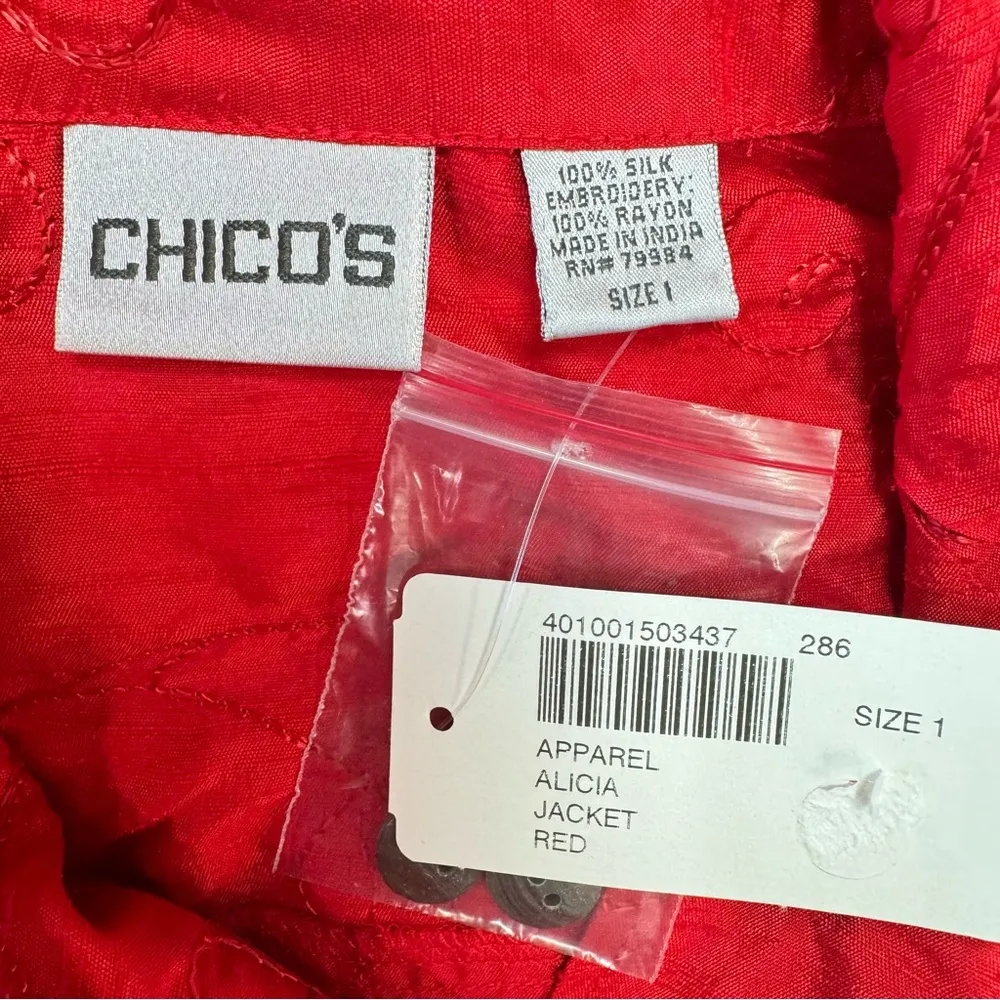 CHICO'S
100% SILK
EMBROIDERY:
100% RAYON
MADE IN INDIA
RN# 79984
SIZE 1
401001503437 286
SIZE 1
APPAREL
ALICIA
JACKET
RED